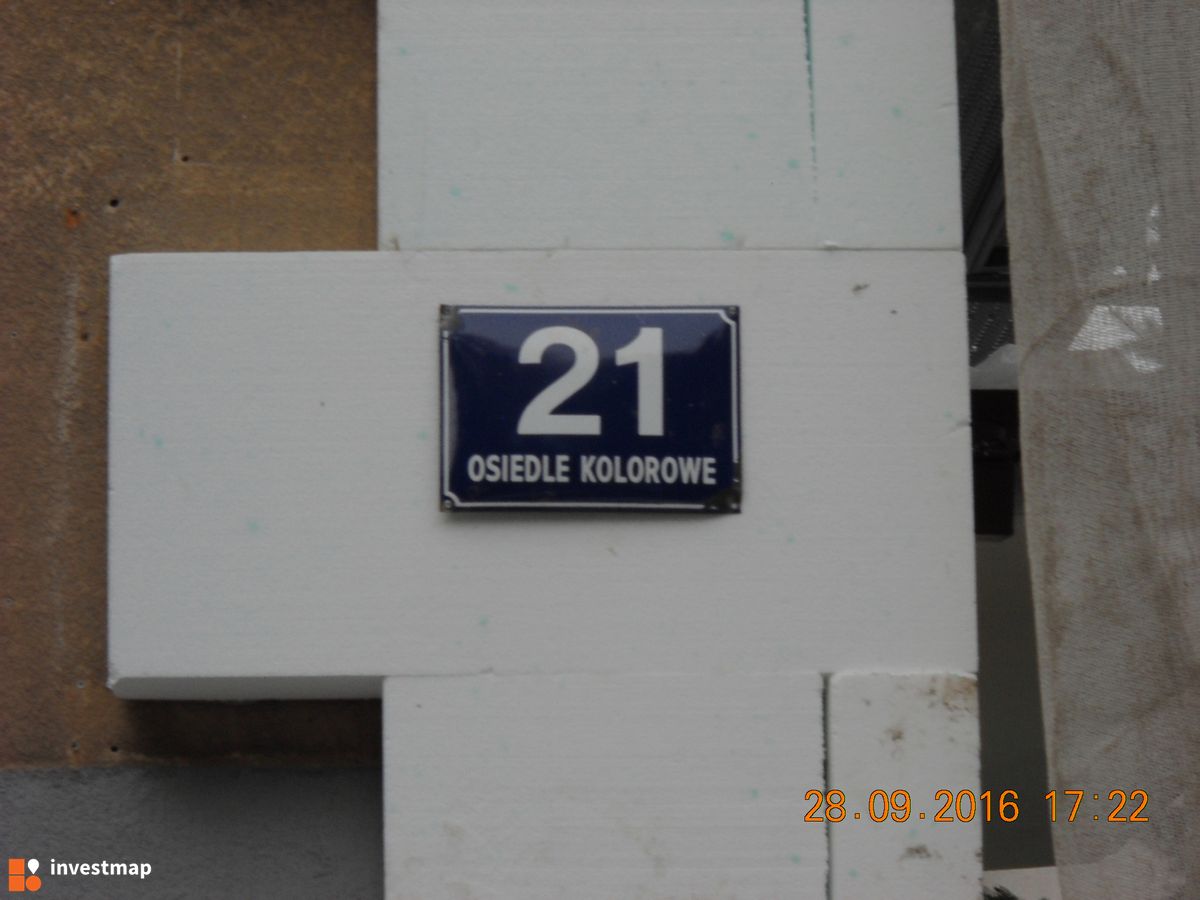 21
OSIEDLE KOLOROWE
28.09.2016 17:22
investmap